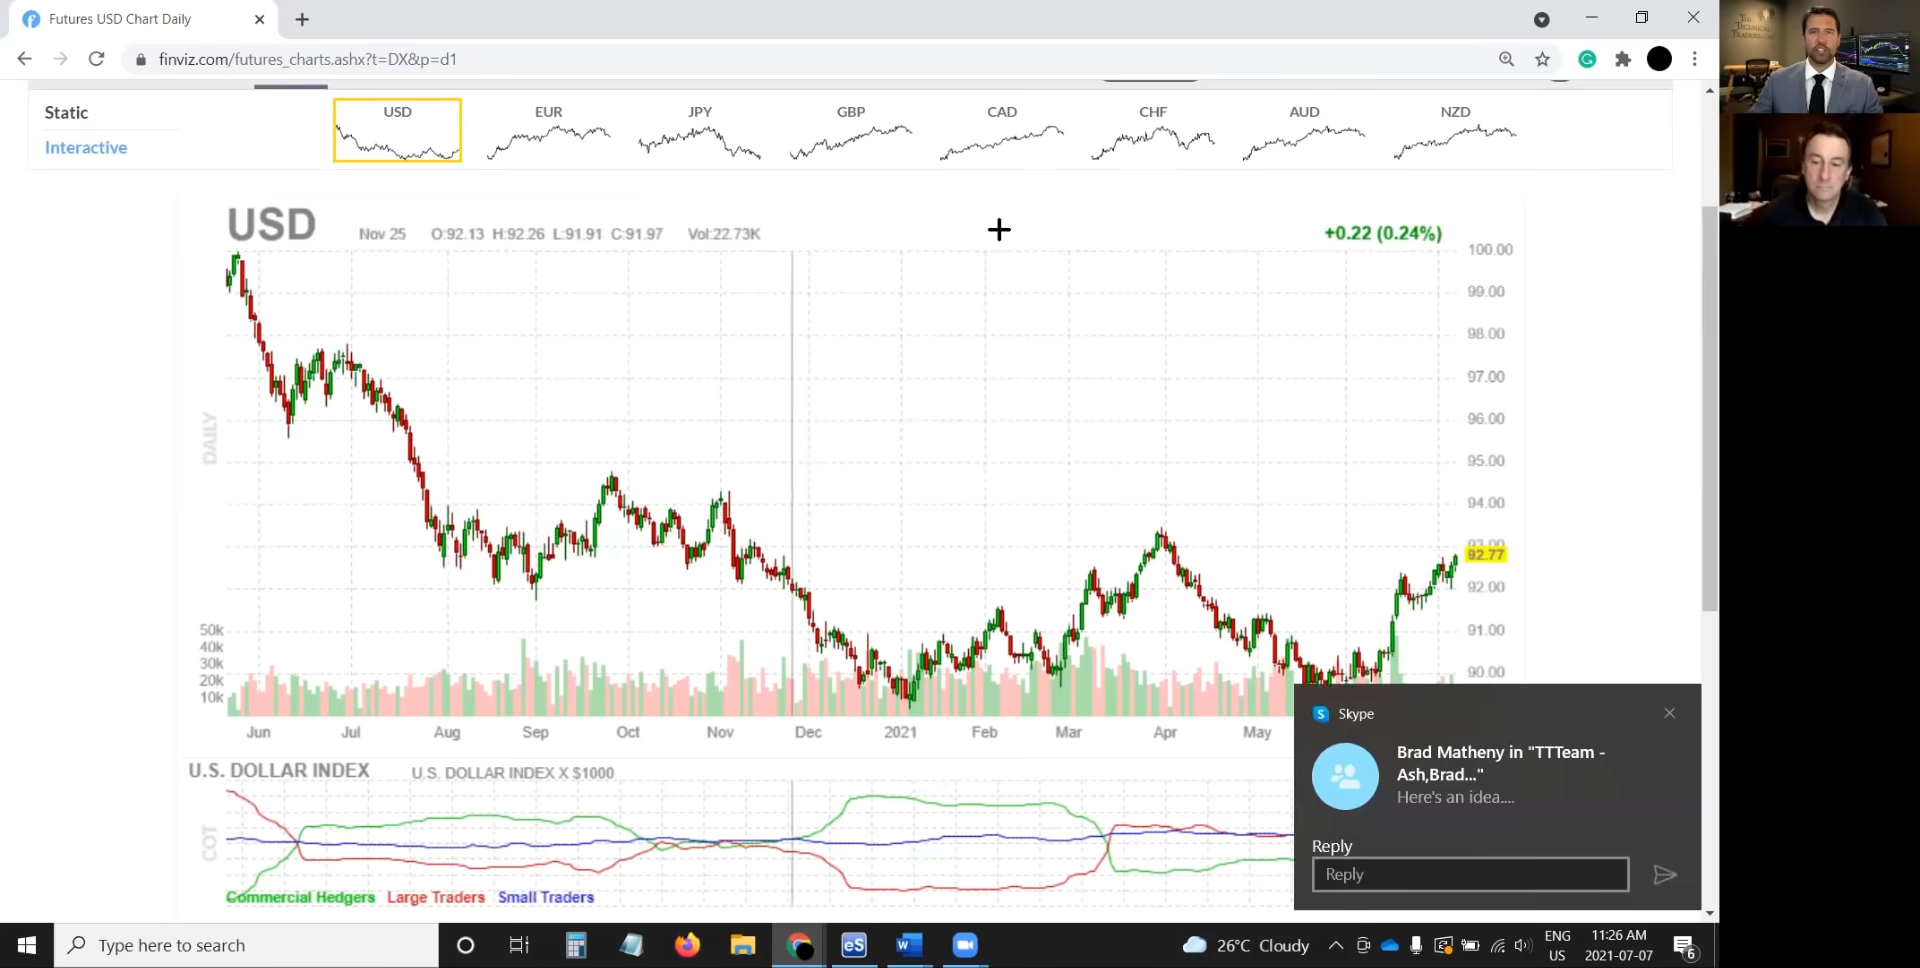 Futures USD Chart Daily
finviz.com/futures_charts.ashx?t=DX&p=d1
Static
Interactive
USD EUR JPY GBP CAD CHF AUD NZD
USD Nov 25 O:92.13 H:92.26 L:91.91 C:91.97 Vol:22.73K +0.22 (0.24%)
100.00
99.00
98.00
97.00
96.00
95.00
94.00
93.00
92.77
92.00
91.00
90.00
DAILY
50k
40k
30k
20k
10k
Jun Jul Aug Sep Oct Nov Dec 2021 Feb Mar Apr May
U.S. DOLLAR INDEX U.S. DOLLAR INDEX X $1000
COT
Commercial Hedgers Large Traders Small Traders
Skype
Brad Matheny in "TTTeam -
Ash,Brad..."
Here's an idea....
Reply
Reply
Type here to search
26°C Cloudy
ENG
US
11:26 AM
2021-07-07
6
THE
TECHNICAL
TRADERS